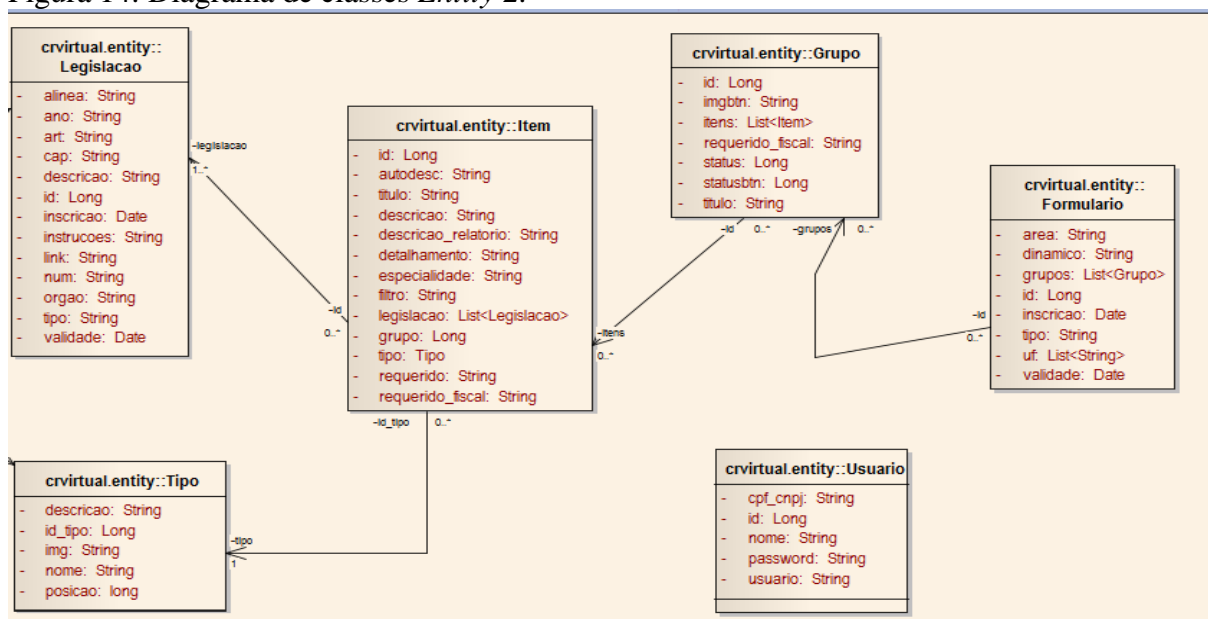 Figura 14: Diagrama de classes Entity 2.
crvirtual.entity::
Legislacao
- alinea: String
- ano: String
- art: String
- cap: String
- descricao: String
- id: Long
- inscricao: Date
- instrucoes: String
- link: String
- num: String
- orgao: String
- tipo: String
- validade: Date
-legislacao
1..*
-id
0..*
crvirtual.entity::Item
- id: Long
- autodesc: String
- titulo: String
- descricao: String
- descricao_relatorio: String
- detalhamento: String
- especialidade: String
- filtro: String
- legislacao: List<Legislacao>
- grupo: Long
- tipo: Tipo
- requerido: String
- requerido_fiscal: String
-id_tipo 0..*
crvirtual.entity::Grupo
- id: Long
- imgbtn: String
- itens: List<Item>
- requerido_fiscal: String
- status: Long
- statusbtn: Long
- titulo: String
-id 0..*
-grupos 0..*
-itens
0..*
crvirtual.entity::
Formulario
- area: String
- dinamico: String
- grupos: List<Grupo>
- id: Long
- inscricao: Date
- tipo: String
- uf: List<String>
- validade: Date
-id
0..*
crvirtual.entity::Tipo
- descricao: String
- id_tipo: Long
- img: String
- nome: String
- posicao: long
-tipo
1
crvirtual.entity::Usuario
- cpf_cnpj: String
- id: Long
- nome: String
- password: String
- usuario: String